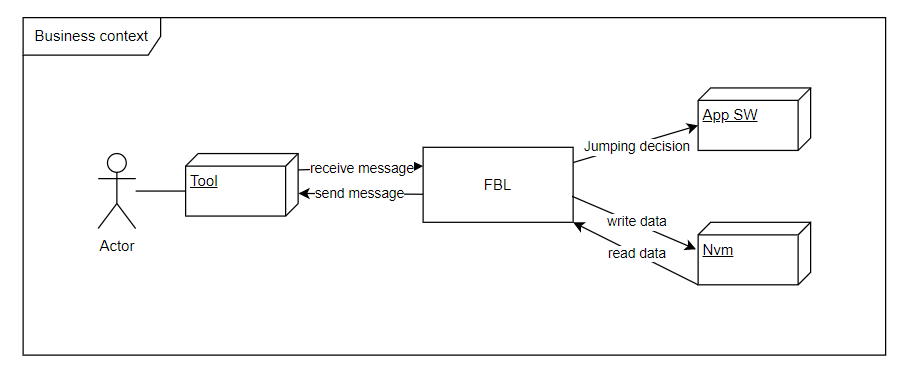 Business context
App SW
Jumping decision
receive message
Tool
FBL
send message
write data
Actor
Nvm
read data